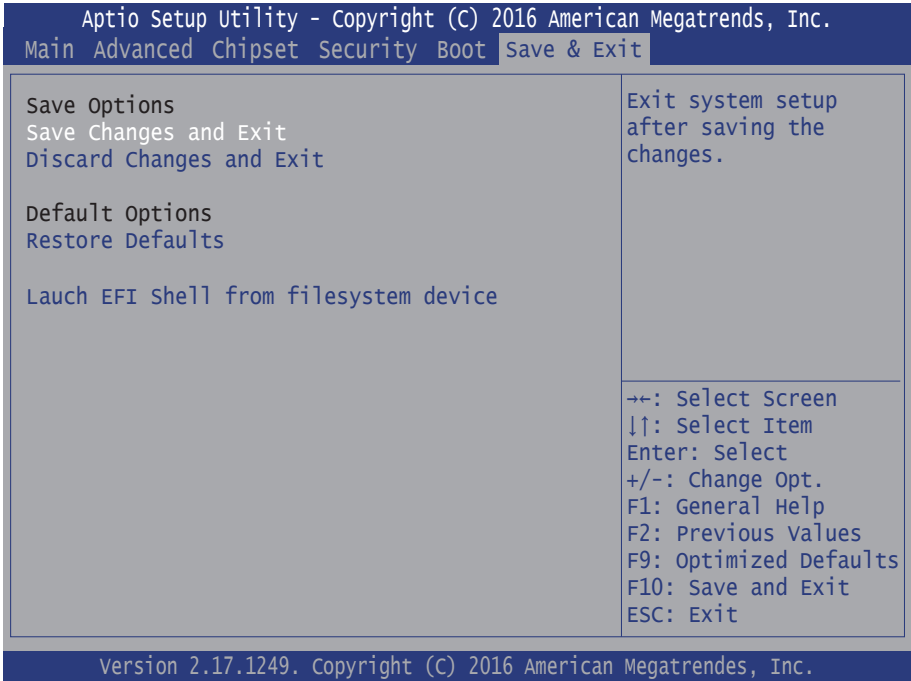 Aptio Setup Utility - Copyright (C) 2016 American Megatrends, Inc.
Main Advanced Chipset Security Boot Save & Exit
Save Options
Save Changes and Exit
Discard Changes and Exit
Default Options
Restore Defaults
Lauch EFI Shell from filesystem device
Exit system setup
after saving the
changes.
→←: Select Screen
↓↑: Select Item
Enter: Select
+/-: Change Opt.
F1: General Help
F2: Previous Values
F9: Optimized Defaults
F10: Save and Exit
ESC: Exit
Version 2.17.1249. Copyright (C) 2016 American Megatrendes, Inc.